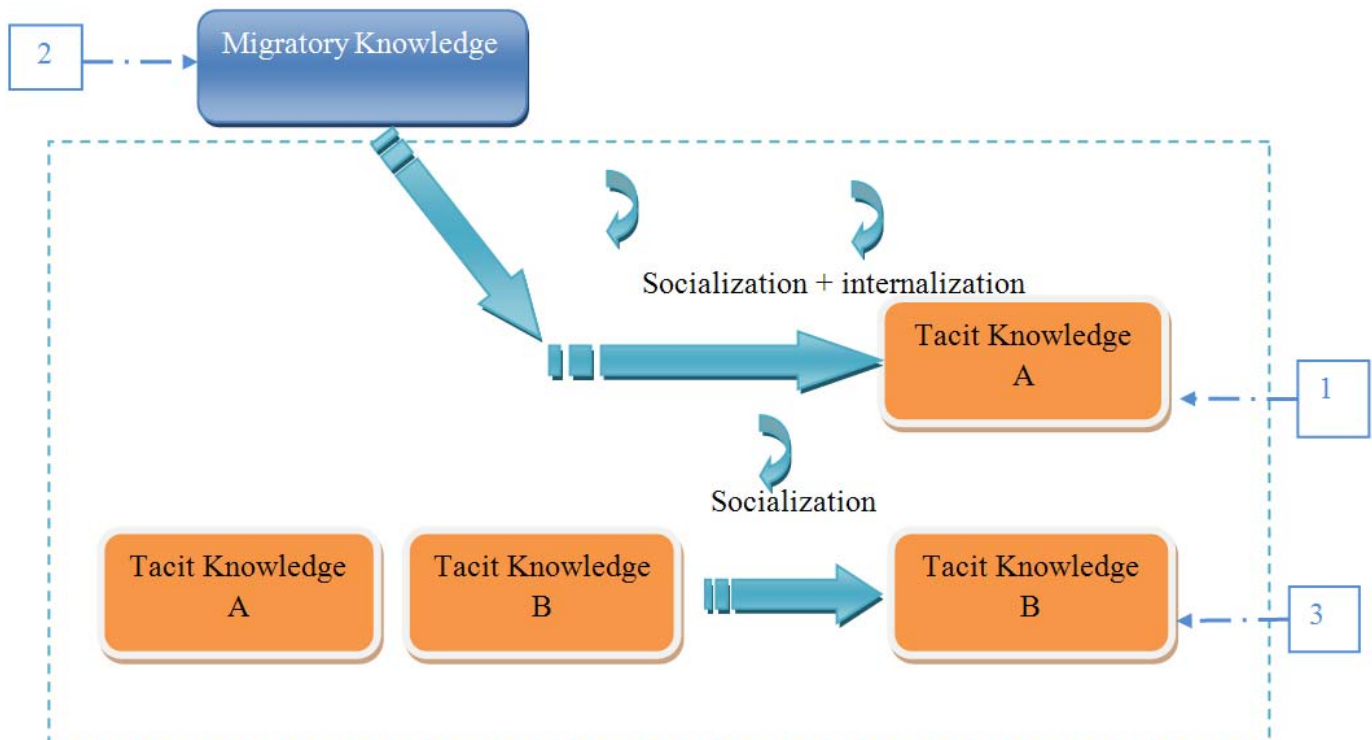 2
Migratory Knowledge
Socialization + internalization
Tacit Knowledge
A
1
Socialization
Tacit Knowledge
A
Tacit Knowledge
B
Tacit Knowledge
B
3